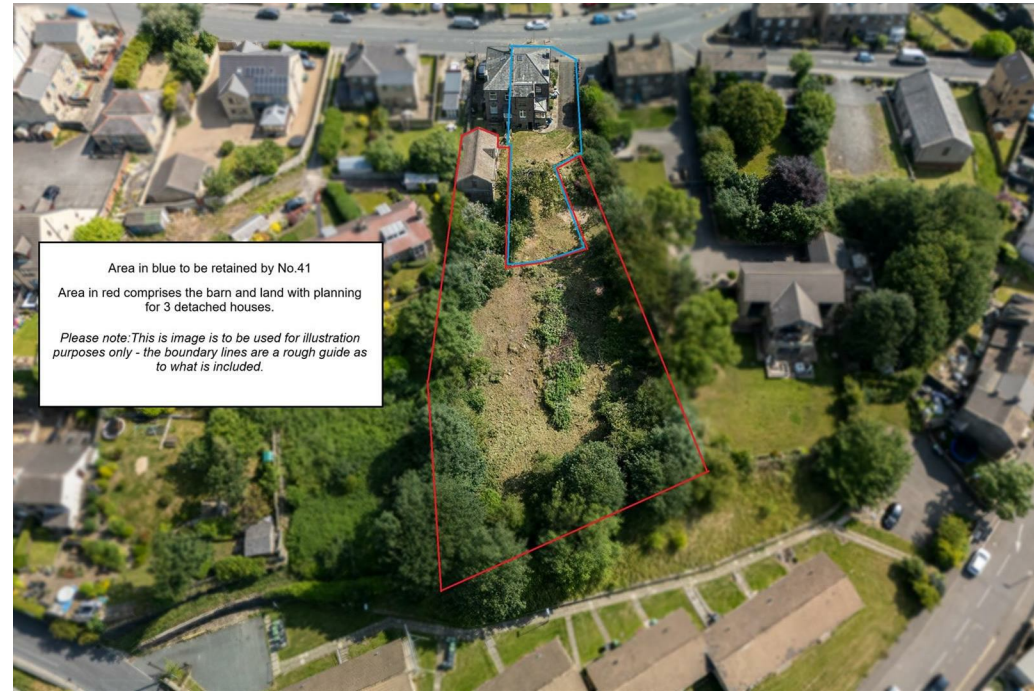 Area in blue to be retained by No.41
Area in red comprises the barn and land with planning
for 3 detached houses.
Please note:This is image is to be used for illustration
purposes only - the boundary lines are a rough guide as
to what is included.